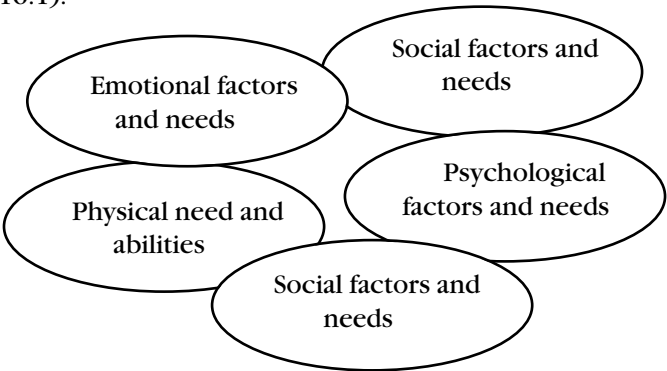 10.1).
Social factors and
needs
Emotional factors
and needs
Psychological
factors and needs
Physical need and
abilities
Social factors and
needs